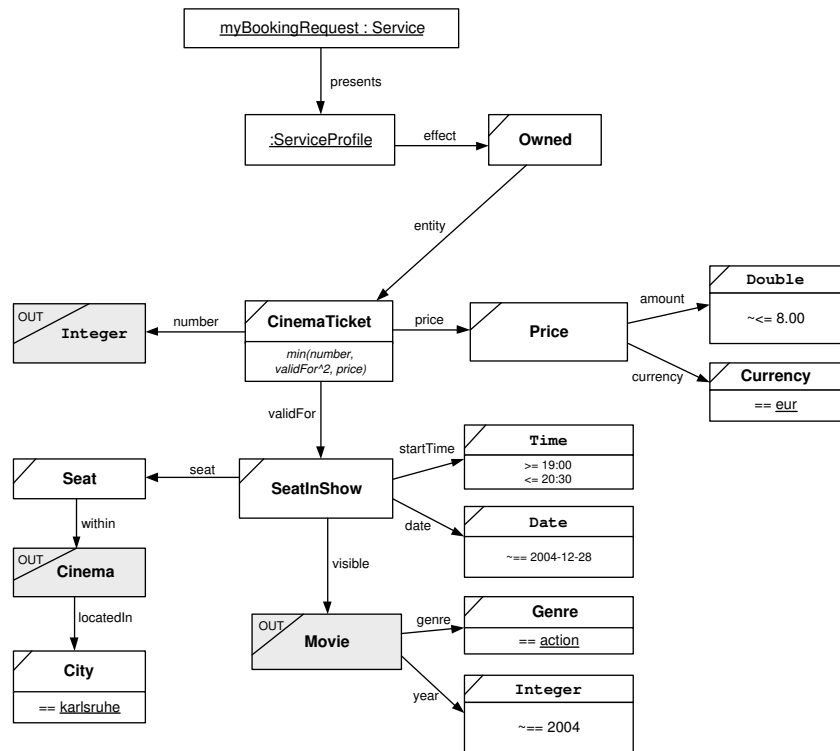 myBookingRequest : Service
presents
:ServiceProfile
effect
Owned
entity
OUT
Integer
number
CinemaTicket
min(number,
validFor^2, price)
price
Price
amount
Double
~<= 8.00
currency
Currency
== eur
validFor
Seat
seat
SeatInShow
startTime
Time
>= 19:00
<= 20:30
date
Date
~== 2004-12-28
within
OUT
Cinema
visible
locatedIn
City
== karlsruhe
OUT
Movie
genre
Genre
== action
year
Integer
~== 2004